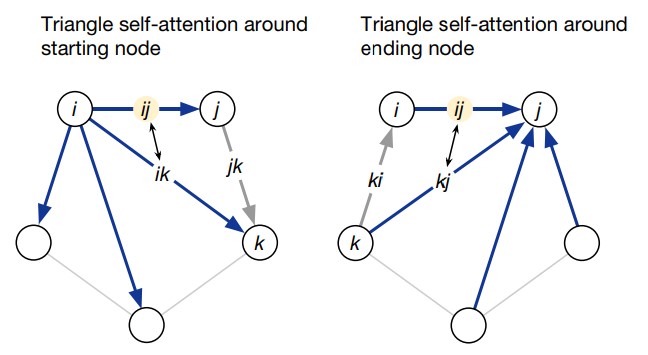 Triangle self-attention around
starting node
Triangle self-attention around
ending node
i
ij
j
ik
jk
k
i
ij
j
ki
kj
k